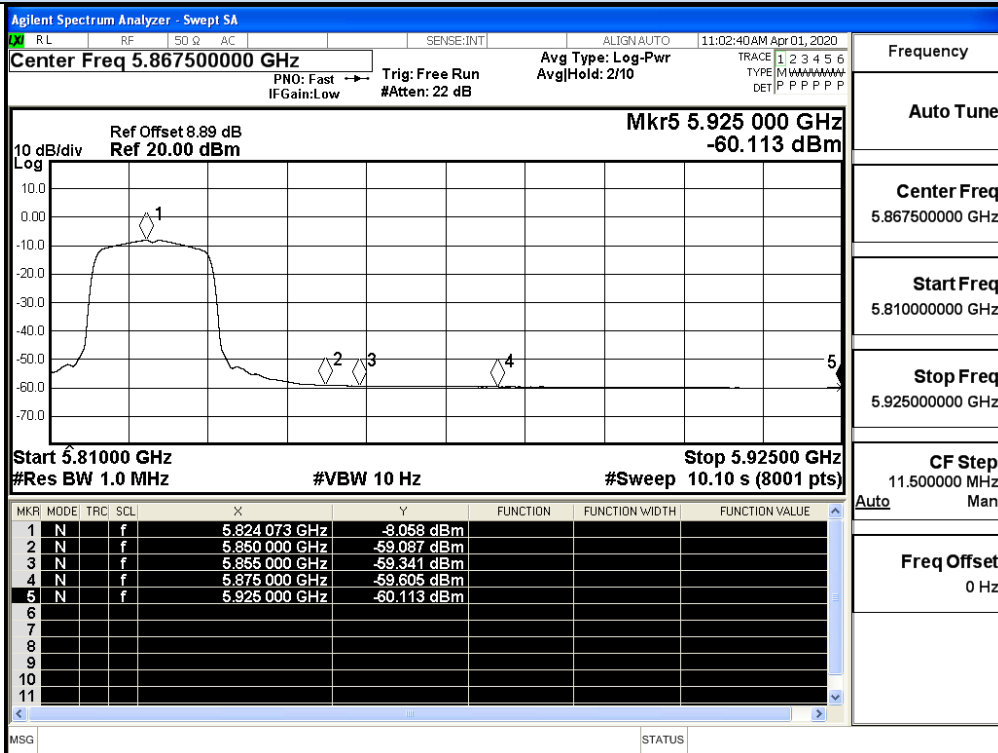 Agilent Spectrum Analyzer - Swept SA
LXI RL RF 50 Ω AC SENSE:INT ALIGN AUTO 11:02:40 AM Apr 01, 2020
Center Freq 5.867500000 GHz
PNO: Fast
IFGain:Low
Trig: Free Run
#Atten: 22 dB
Avg Type: Log-Pwr
Avg|Hold: 2/10
TRACE 1 2 3 4 5 6
TYPE M WWWWW
DET P P P P P P
Mkr5 5.925 000 GHz
-60.113 dBm
Ref Offset 8.89 dB
10 dB/div Ref 20.00 dBm
Log
10.0
0.00
-10.0
-20.0
-30.0
-40.0
-50.0
-60.0
-70.0
1
2
3
4
5
Start 5.81000 GHz Stop 5.92500 GHz
#Res BW 1.0 MHz #VBW 10 Hz #Sweep 10.10 s (8001 pts)
MKR MODE TRC SCL X Y FUNCTION FUNCTION WIDTH FUNCTION VALUE
1 N f 5.824 073 GHz -8.058 dBm
2 N f 5.850 000 GHz -59.087 dBm
3 N f 5.855 000 GHz -59.341 dBm
4 N f 5.875 000 GHz -59.605 dBm
5 N f 5.925 000 GHz -60.113 dBm
6
7
8
9
10
11
MSG STATUS
Frequency
Auto Tune
Center Freq
5.867500000 GHz
Start Freq
5.810000000 GHz
Stop Freq
5.925000000 GHz
CF Step
11.500000 MHz
Auto Man
Freq Offset
0 Hz